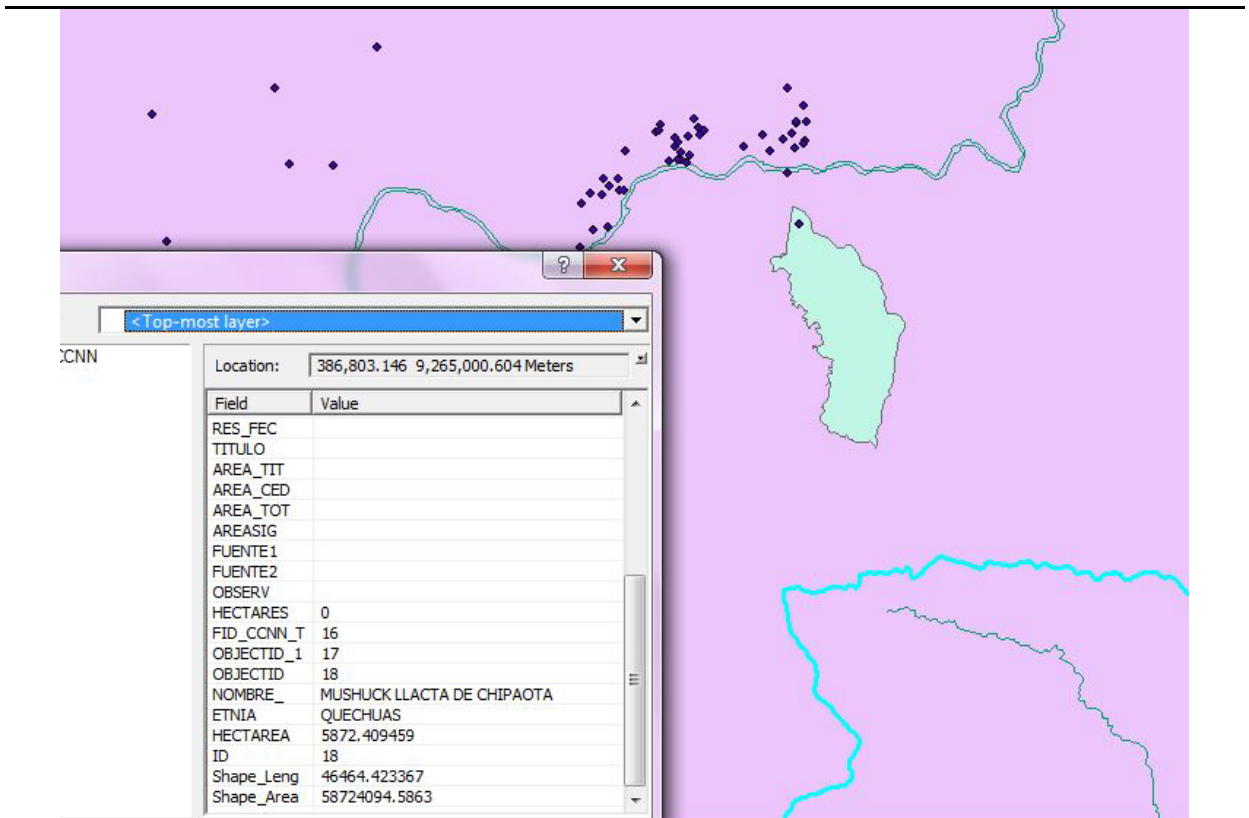 <Top-most layer>
CCNN
Location: 386,803.146 9,265,000.604 Meters
Field Value
RES_FEC
TITULO
AREA_TIT
AREA_CED
AREA_TOT
AREASIG
FUENTE1
FUENTE2
OBSERV
HECTARES 0
FID_CCNN_T 16
OBJECTID_1 17
OBJECTID 18
NOMBRE_ MUSHUCK LLACTA DE CHIPAOTA
ETNIA QUECHUAS
HECTAREA 5872.409459
ID 18
Shape_Leng 46464.423367
Shape_Area 58724094.5863